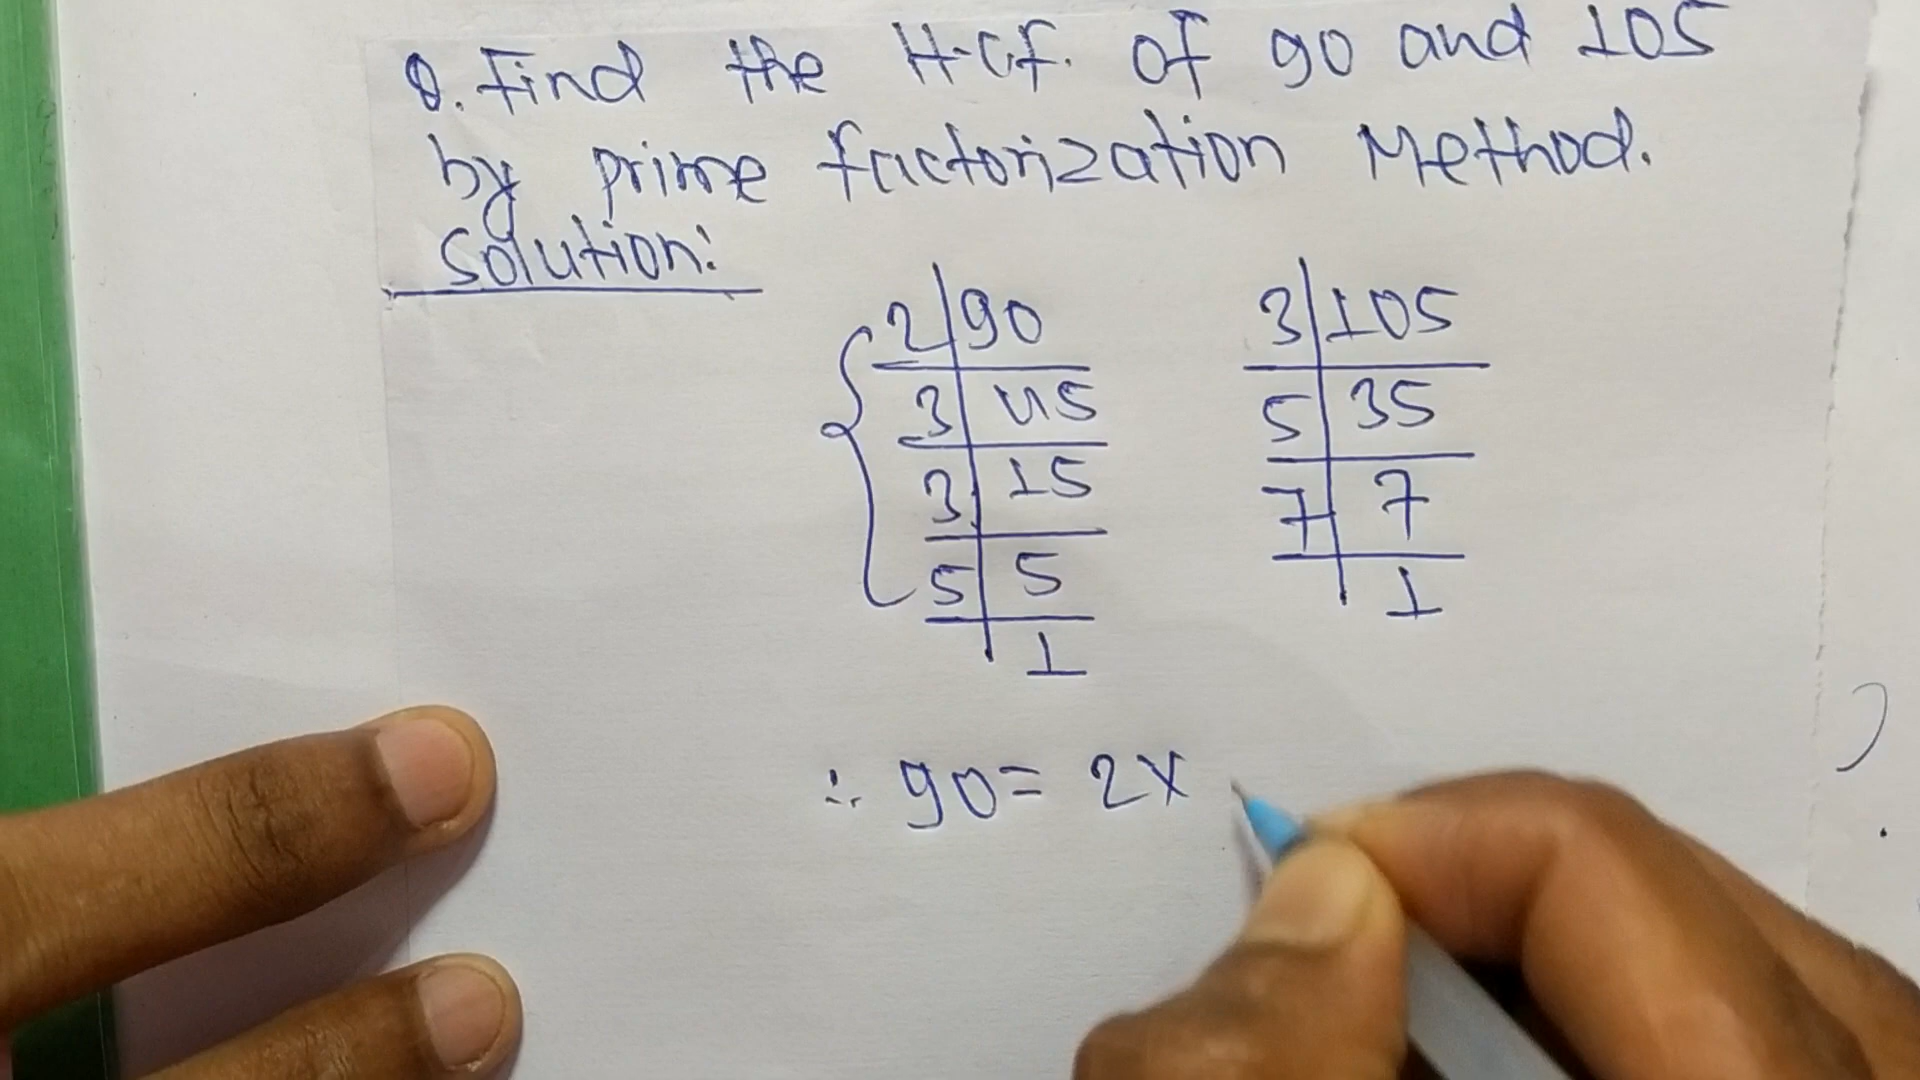 Q. Find the H.C.F. of 90 and 105
by prime factorization Method.
Solution:
2 | 90
3 | 45
3 | 15
5 | 5
1
3 | 105
5 | 35
7 | 7
1
∴ 90 = 2 ×